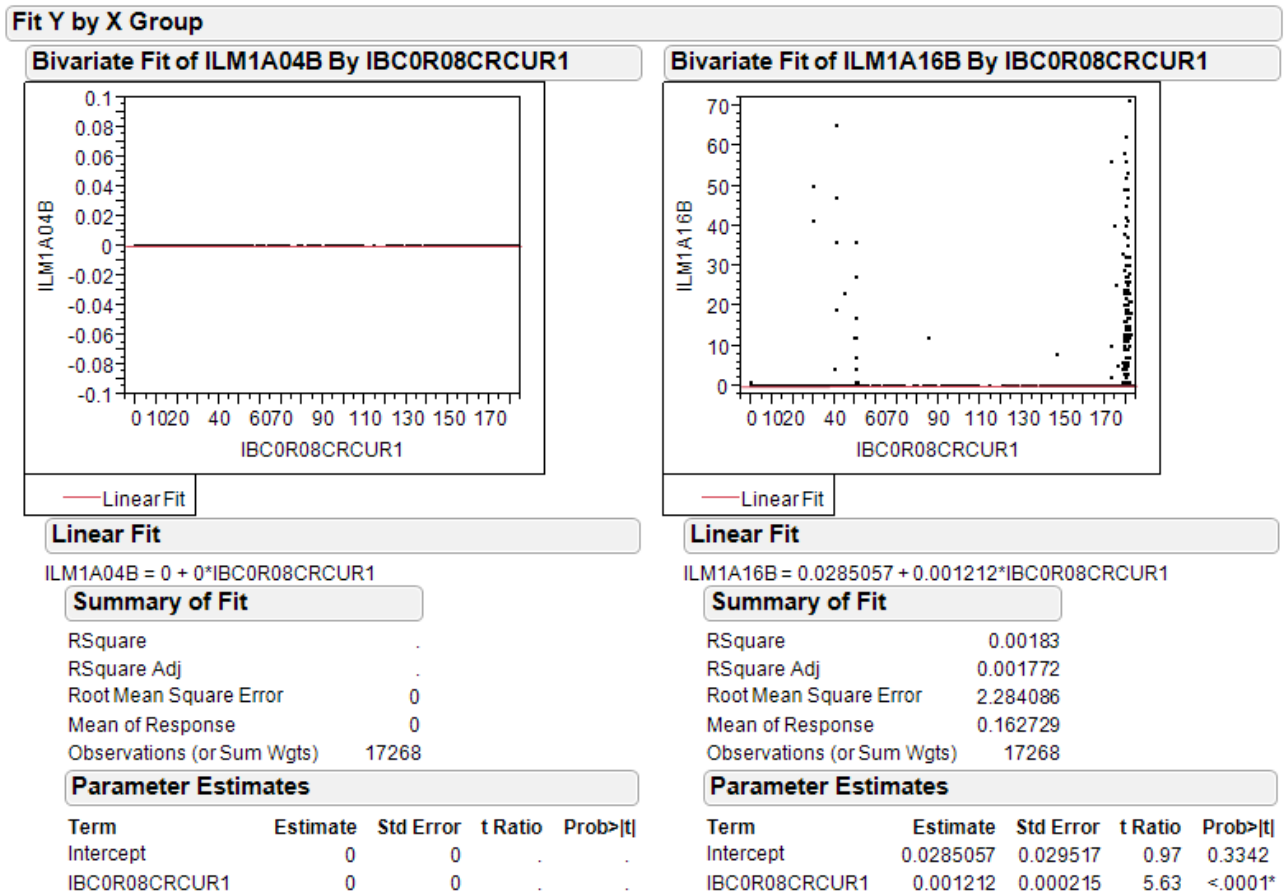 Fit Y by X Group
Bivariate Fit of ILM1A04B By IBC0R08CRCUR1
0.1
0.08
0.06
0.04
0.02
0
-0.02
-0.04
-0.06
-0.08
-0.1
ILM1A04B
0 10 20 40 60 70 90 110 130 150 170
IBC0R08CRCUR1
Linear Fit
Linear Fit
ILM1A04B = 0 + 0*IBC0R08CRCUR1
Summary of Fit
RSquare .
RSquare Adj .
Root Mean Square Error 0
Mean of Response 0
Observations (or Sum Wgts) 17268
Parameter Estimates
Term Estimate Std Error t Ratio Prob>|t|
Intercept 0 0 . .
IBC0R08CRCUR1 0 0 . .
Bivariate Fit of ILM1A16B By IBC0R08CRCUR1
70
60
50
40
30
20
10
0
ILM1A16B
0 10 20 40 60 70 90 110 130 150 170
IBC0R08CRCUR1
Linear Fit
Linear Fit
ILM1A16B = 0.0285057 + 0.001212*IBC0R08CRCUR1
Summary of Fit
RSquare 0.00183
RSquare Adj 0.001772
Root Mean Square Error 2.284086
Mean of Response 0.162729
Observations (or Sum Wgts) 17268
Parameter Estimates
Term Estimate Std Error t Ratio Prob>|t|
Intercept 0.0285057 0.029517 0.97 0.3342
IBC0R08CRCUR1 0.001212 0.000215 5.63 <.0001*